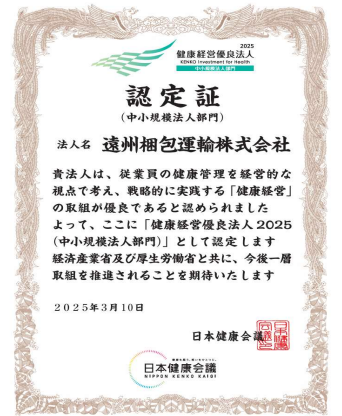 2025
健康経営優良法人
KENKO Investment for Health
中小規模法人部門
認定証
(中小規模法人部門)
法人名 遠州梱包運輸株式会社
貴法人は、従業員の健康管理を経営的な
視点で考え、戦略的に実践する「健康経営」
の取組が優良であると認められました
よって、ここに「健康経営優良法人2025
(中小規模法人部門)」として認定します
経済産業省及び厚生労働省と共に、今後一層
取組を推進されることを期待いたします
2025年3月10日
日本健康会議
日本健康会議
NIPPON KENKO KAIGI